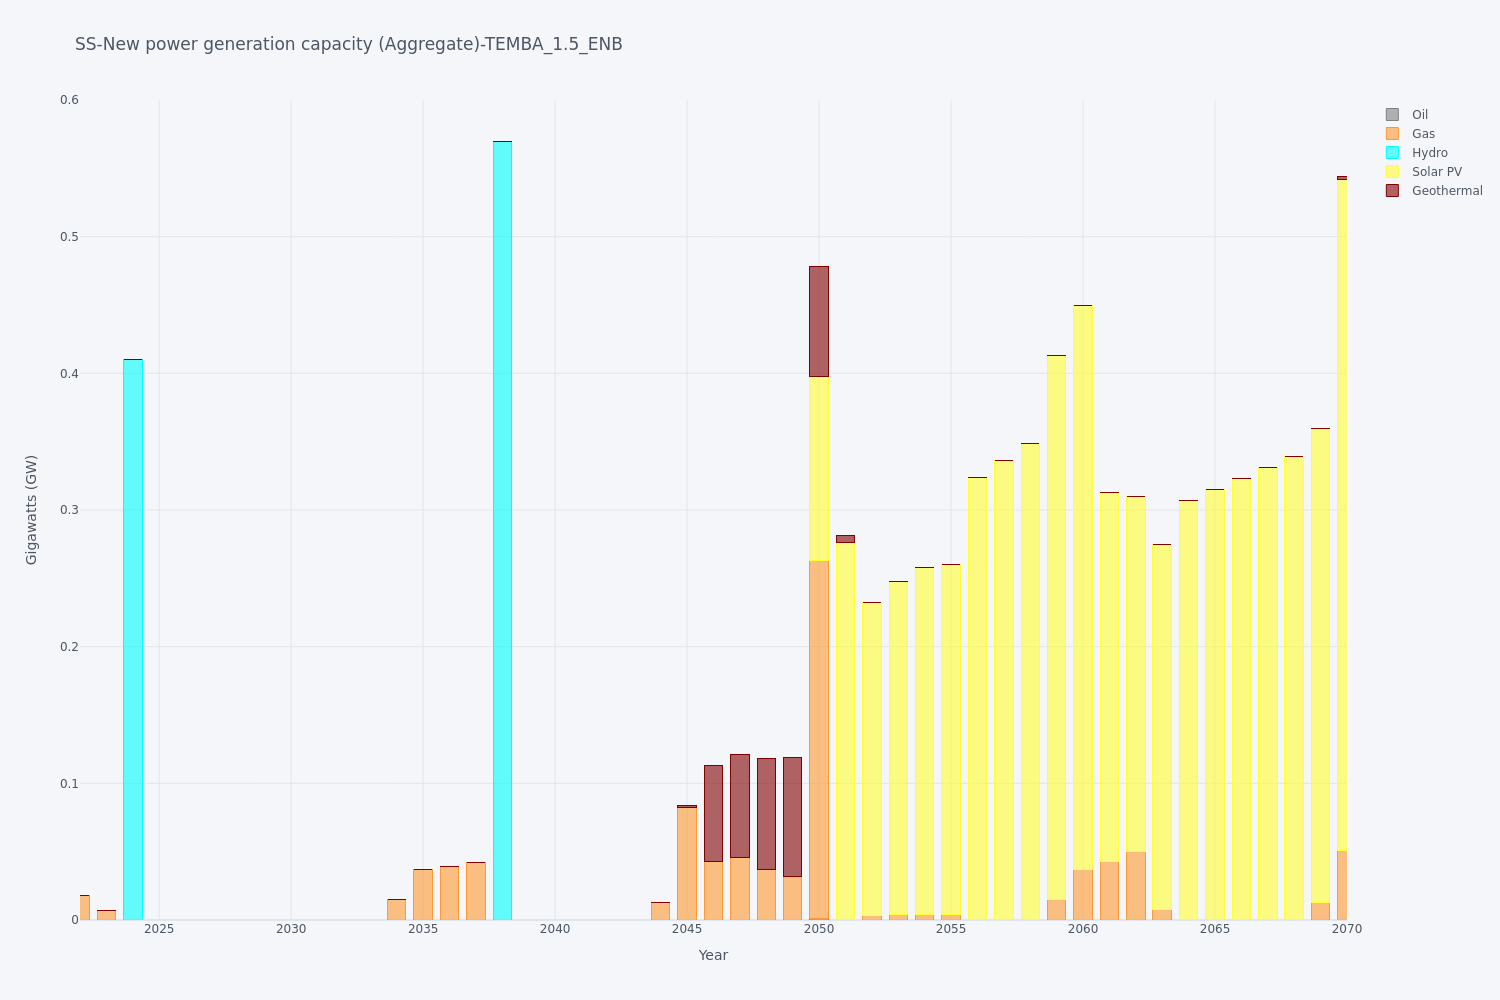 SS-New power generation capacity (Aggregate)-TEMBA_1.5_ENB
0.6
0.5
0.4
0.3
0.2
0.1
0
Gigawatts (GW)
2025
2030
2035
2040
2045
2050
2055
2060
2065
2070
Year
Oil
Gas
Hydro
Solar PV
Geothermal